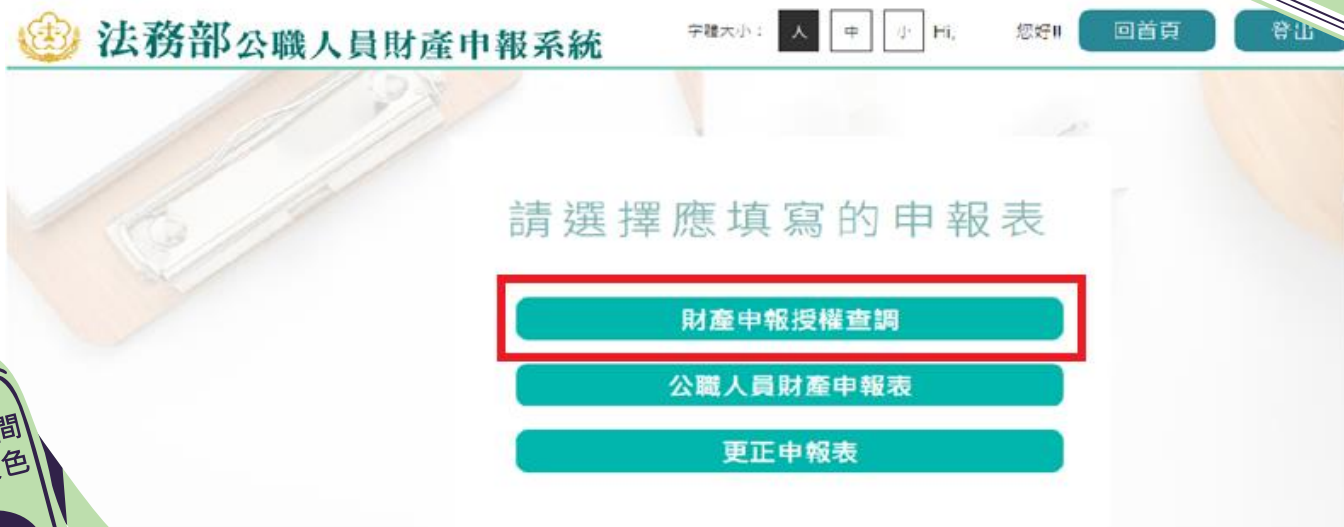 法務部公職人員財產申報系統
字體大小： 大 中 小 Hi, 您好!! 回首頁 登出
請選擇應填寫的申報表
財產申報授權查調
公職人員財產申報表
更正申報表
間
色